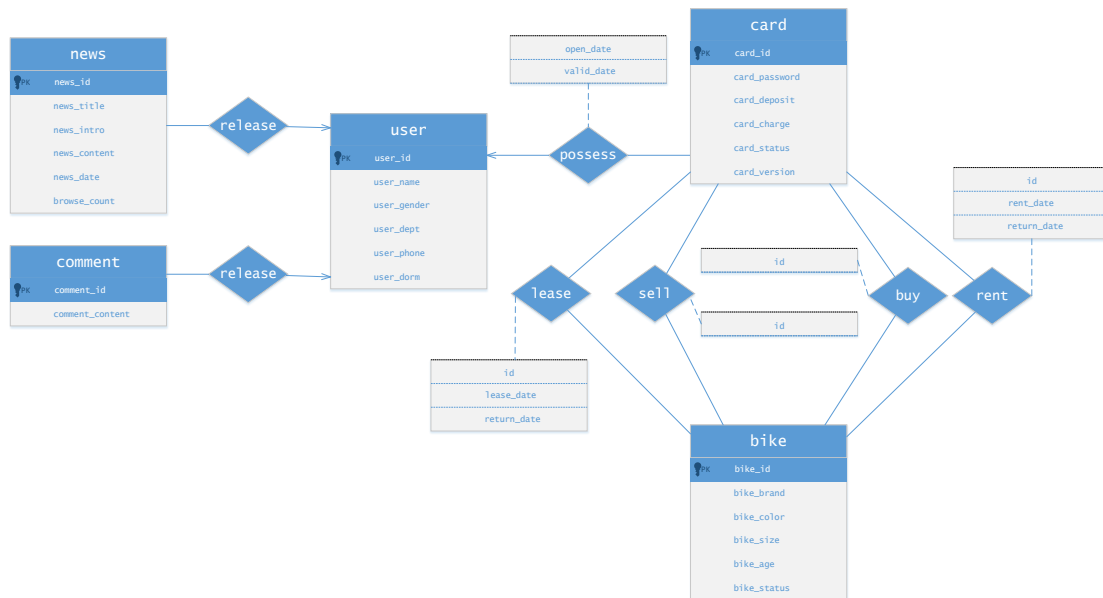 news
PK news_id
news_title
news_intro
news_content
news_date
browse_count
comment
PK comment_id
comment_content
release
release
user
PK user_id
user_name
user_gender
user_dept
user_phone
user_dorm
open_date
valid_date
possess
card
PK card_id
card_password
card_deposit
card_charge
card_status
card_version
id
rent_date
return_date
lease
sell
id
id
buy
rent
id
lease_date
return_date
bike
PK bike_id
bike_brand
bike_color
bike_size
bike_age
bike_status